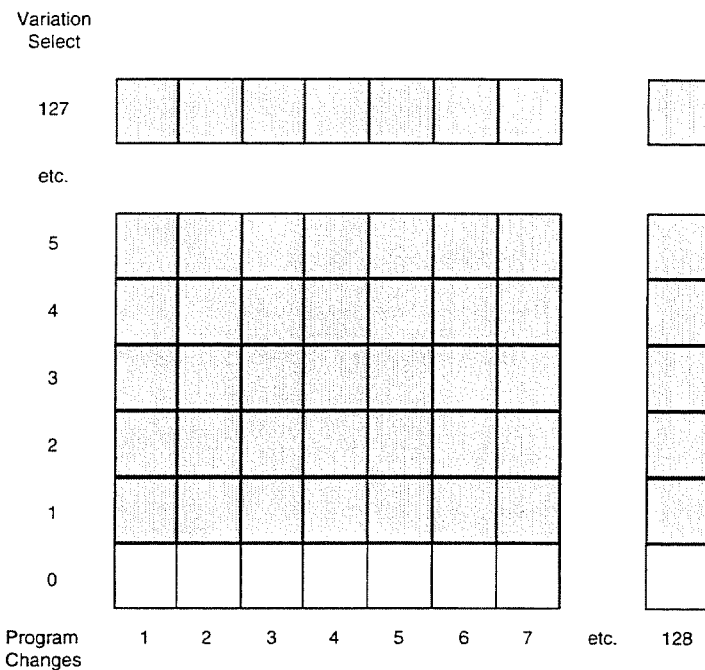 Variation
Select
127
etc.
5
4
3
2
1
0
Program
Changes
1 2 3 4 5 6 7 etc. 128